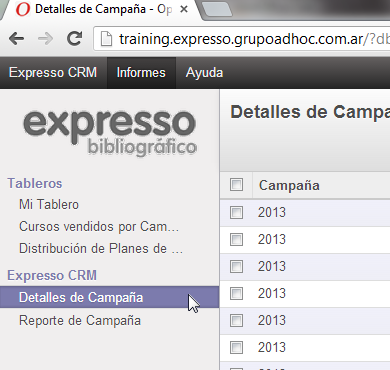 Detalles de Campaña - Op
training.expresso.grupoadhoc.com.ar/?db
Expresso CRM Informes Ayuda
expresso
bibliográfico
Detalles de Campa
Tableros
Mi Tablero
Cursos vendidos por Cam...
Distribución de Planes de ...
Expresso CRM
Detalles de Campaña
Reporte de Campaña
Campaña
2013
2013
2013
2013
2013
2013